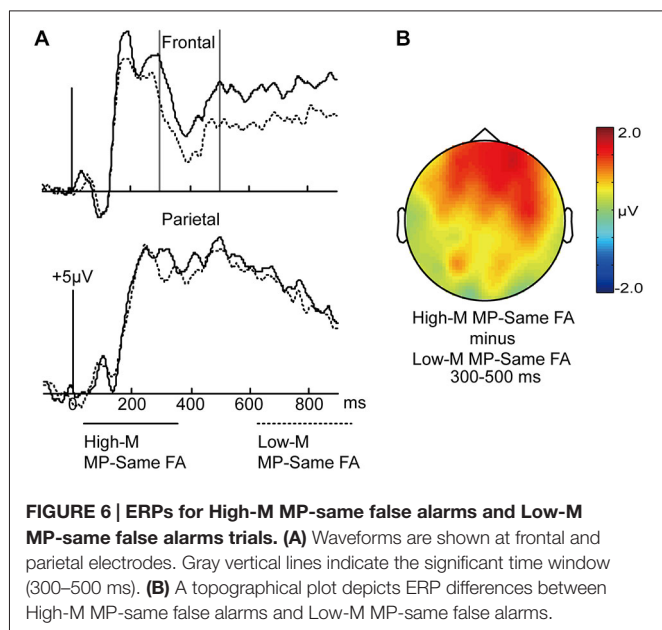 A
B
Frontal
2.0
µV
-2.0
Parietal
+5µV
High-M MP-Same FA
minus
Low-M MP-Same FA
300-500 ms
0 200 400 600 800 ms
High-M
MP-Same FA
Low-M
MP-Same FA
FIGURE 6 | ERPs for High-M MP-same false alarms and Low-M
MP-same false alarms trials. (A) Waveforms are shown at frontal and
parietal electrodes. Gray vertical lines indicate the significant time window
(300–500 ms). (B) A topographical plot depicts ERP differences between
High-M MP-same false alarms and Low-M MP-same false alarms.